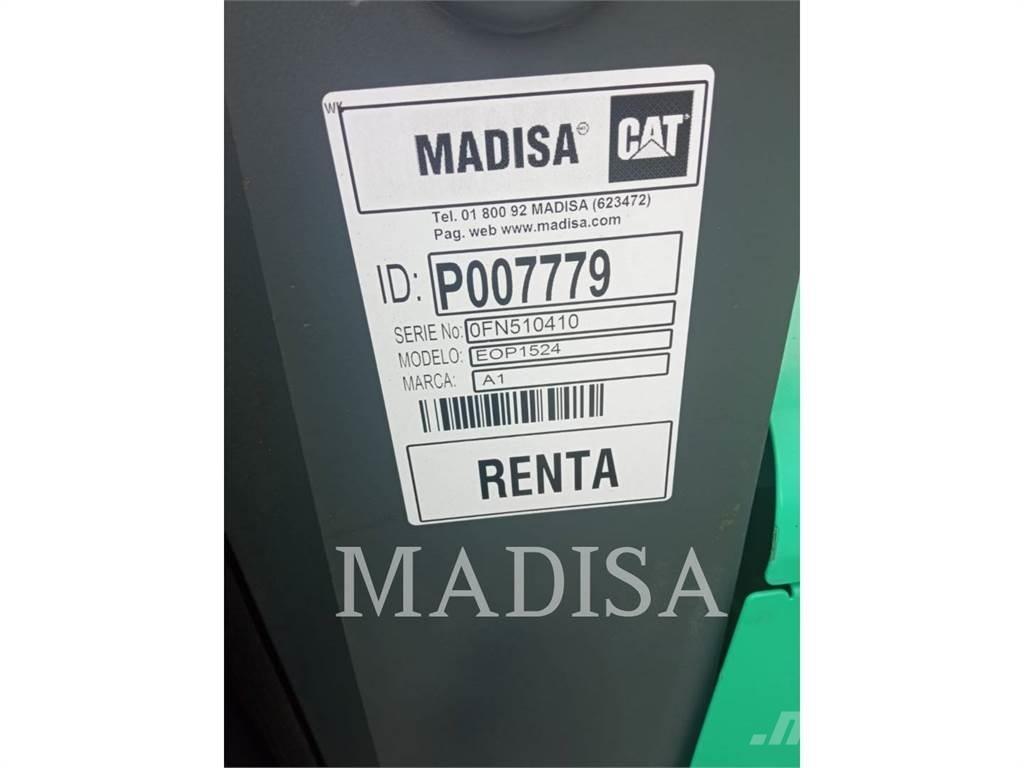 WK
MADISA CAT
Tel. 01 800 92 MADISA (623472)
Pag. web www.madisa.com
ID: P007779
SERIE No: 0FN510410
MODELO: EOP1524
MARCA: A1
RENTA
MADISA